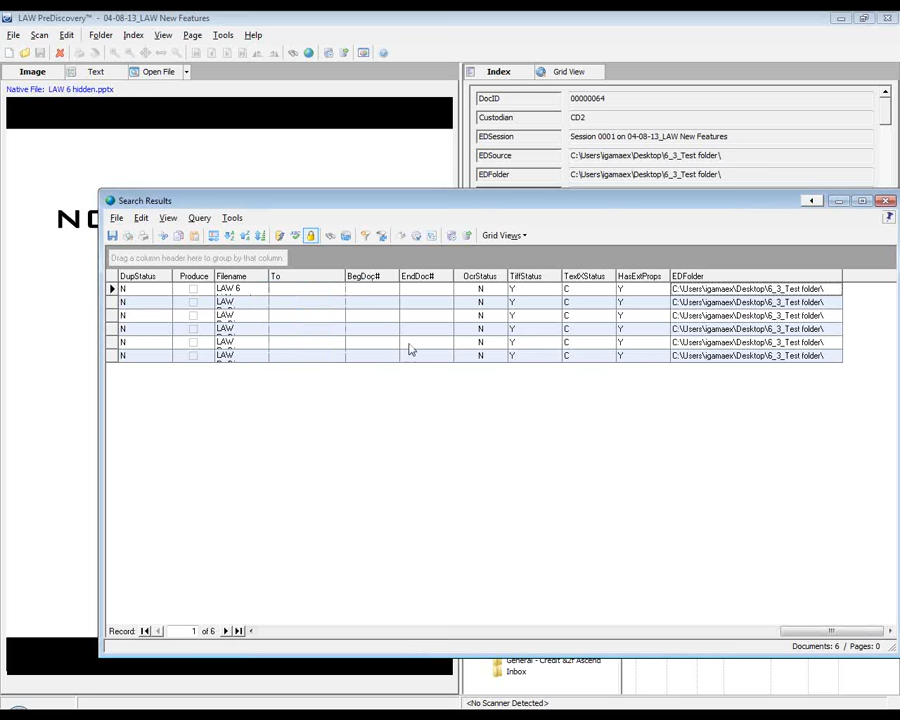 LAW PreDiscovery™ - 04-08-13_LAW New Features
File Scan Edit Folder Index View Page Tools Help
Image Text Open File Index Grid View
Native File: LAW 6 hidden.pptx
DocID 00000064
Custodian CD2
EDSession Session 0001 on 04-08-13_LAW New Features
EDSource C:\Users\igamaex\Desktop\6_3_Test folder\
EDFolder C:\Users\igamaex\Desktop\6_3_Test folder\
Search Results
File Edit View Query Tools
Grid Views
Drag a column header here to group by that column.
DupStatus Produce Filename To BegDoc# EndDoc# OcrStatus TiffStatus TextXStatus HasExtProps EDFolder
N LAW 6 N Y C Y C:\Users\igamaex\Desktop\6_3_Test folder\
N LAW N Y C Y C:\Users\igamaex\Desktop\6_3_Test folder\
N LAW N Y C Y C:\Users\igamaex\Desktop\6_3_Test folder\
N LAW N Y C Y C:\Users\igamaex\Desktop\6_3_Test folder\
N LAW N Y C Y C:\Users\igamaex\Desktop\6_3_Test folder\
N LAW N Y C Y C:\Users\igamaex\Desktop\6_3_Test folder\
Record: 1 of 6
Documents: 6 / Pages: 0
General - Credit &2f Ascend
Inbox
<No Scanner Detected>